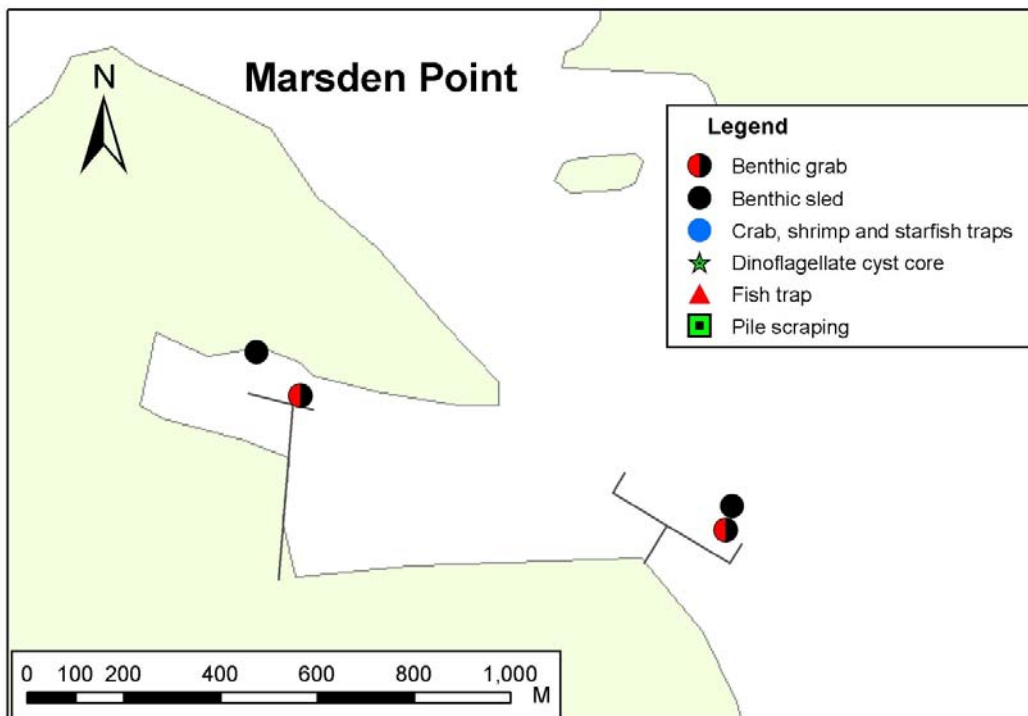 Marsden Point
N
Legend
Benthic grab
Benthic sled
Crab, shrimp and starfish traps
Dinoflagellate cyst core
Fish trap
Pile scraping
0 100 200 400 600 800 1,000
M